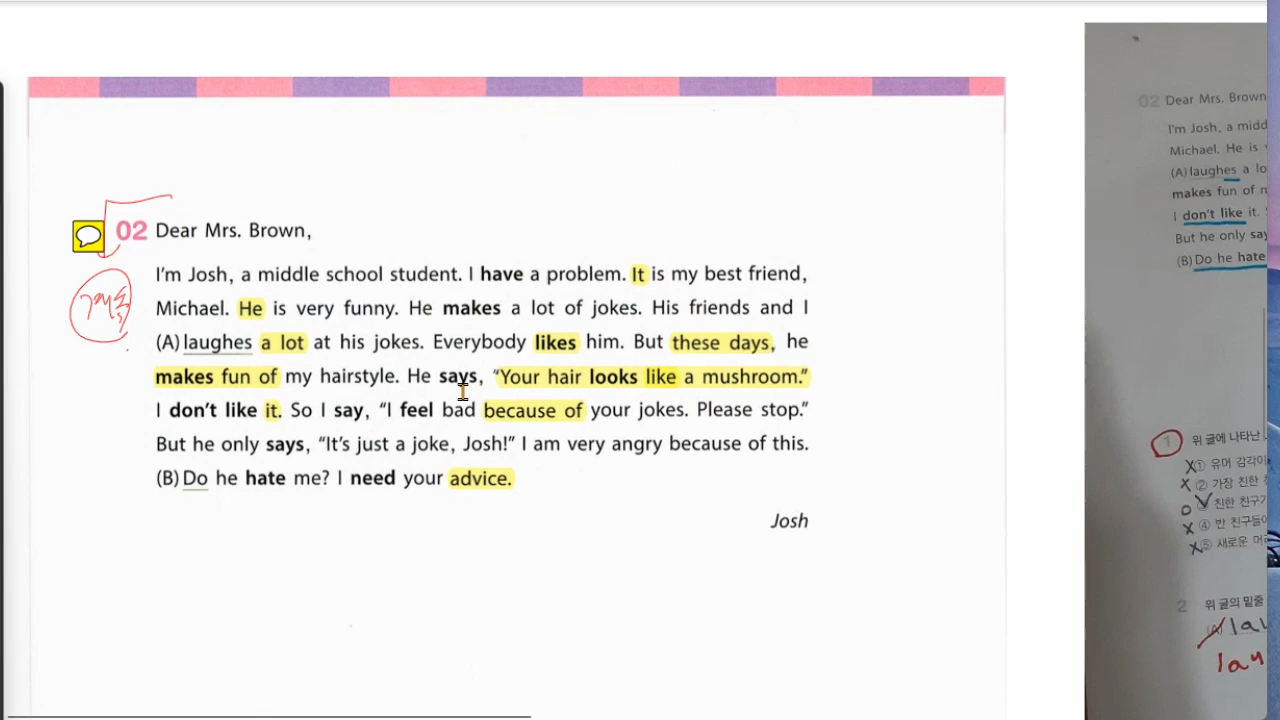 02 Dear Mrs. Brown,
I'm Josh, a middle school student. I have a problem. It is my best friend,
Michael. He is very funny. He makes a lot of jokes. His friends and I
(A) laughes a lot at his jokes. Everybody likes him. But these days, he
makes fun of my hairstyle. He says, “Your hair looks like a mushroom.”
I don't like it. So I say, “I feel bad because of your jokes. Please stop.”
But he only says, “It's just a joke, Josh!” I am very angry because of this.
(B) Do he hate me? I need your advice.
Josh
02 Dear Mrs. Brown
I'm Josh, a midd
Michael. He is
(A) laughes a lo
makes fun of
I don't like it.
But he only say
(B) Do he hate
1 위 글에 나타난
X ① 유머 감각이
X ② 가장 친한
O 친한 친구가
X ④ 반 친구들
X ⑤ 새로운 머리
2 위 글의 밑줄
(A) lau
lau